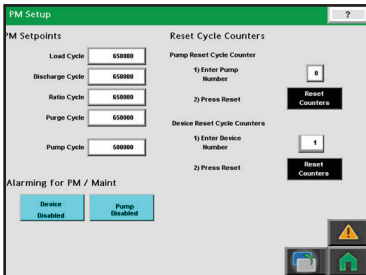 PM Setup
?
PM Setpoints
Reset Cycle Counters
Load Cycle
650000
Discharge Cycle
650000
Ratio Cycle
650000
Purge Cycle
650000
Pump Cycle
500000
Pump Reset Cycle Counter
1) Enter Pump
Number
0
2) Press Reset
Reset
Counters
Device Reset Cycle Counters
1) Enter Device
Number
1
2) Press Reset
Reset
Counters
Alarming for PM / Maint
Device
Disabled
Pump
Disabled